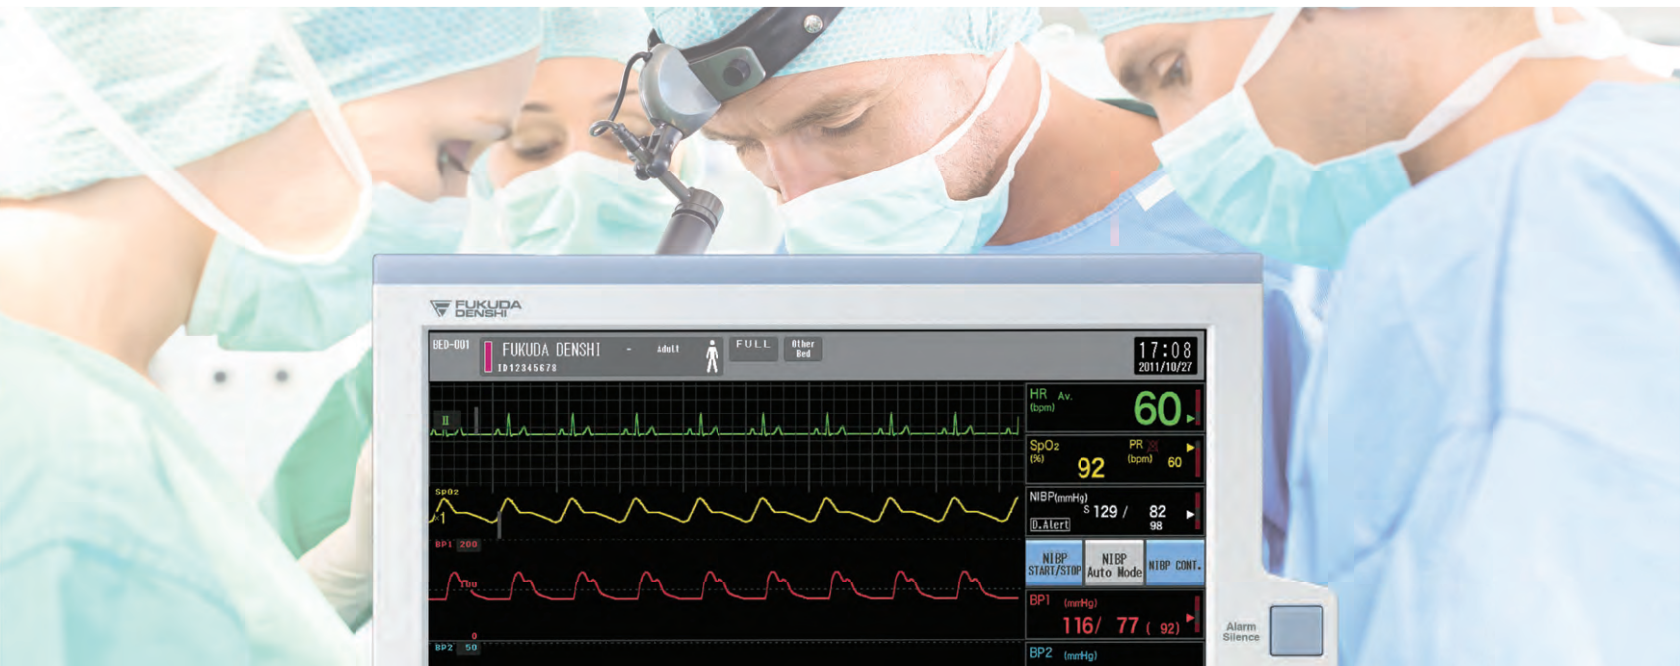 FUKUDA
DENSHI
BED-001
FUKUDA DENSHI - Adult
ID12345678
FULL
Other
Bed
17:08
2011/10/27
II
HR Av.
(bpm)
60
SpO2
(%)
92
PR
(bpm)
60
SpO2
×1
NIBP(mmHg)
S 129 / 82
D.Alert
98
BP1 200
NIBP
START/STOP
NIBP
Auto Mode
NIBP CONT.
BP1 (mmHg)
116/ 77 ( 92)
0
BP2 50
BP2 (mmHg)
Alarm
Silence